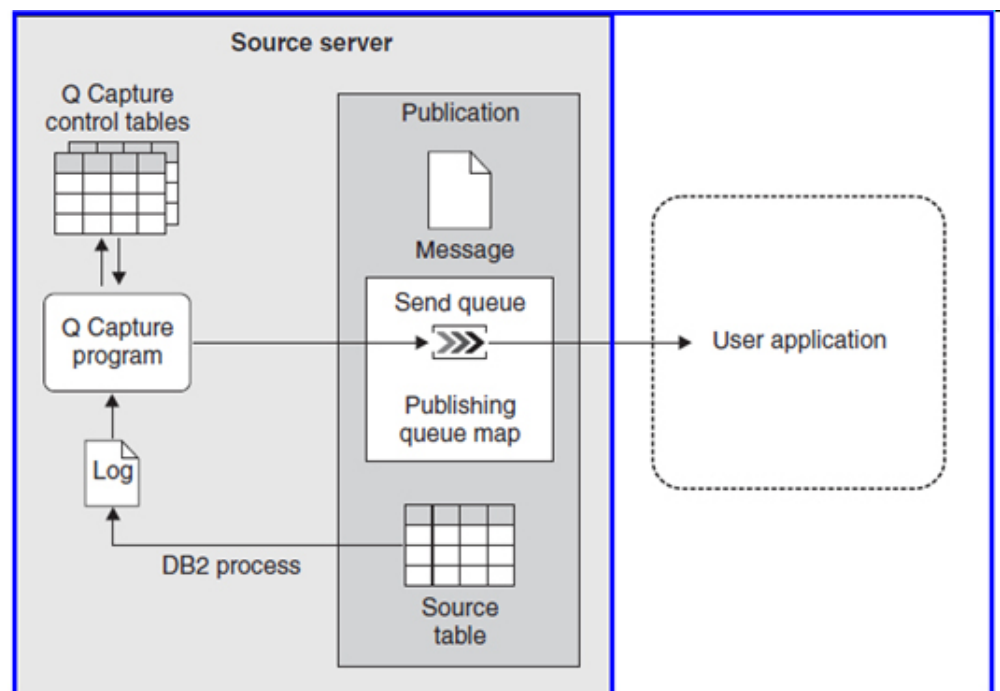 Source server
Q Capture
control tables
Publication
Message
Send queue
Q Capture
program
User application
Publishing
queue map
Log
DB2 process
Source
table